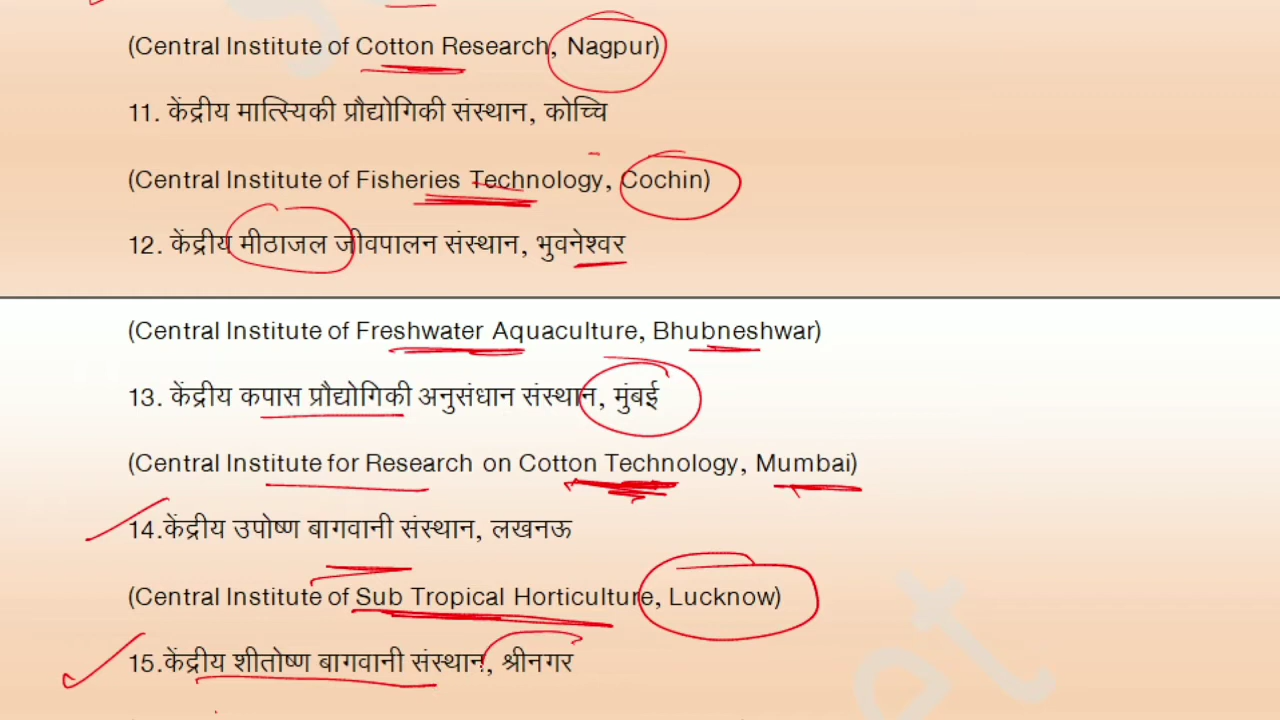 (Central Institute of Cotton Research, Nagpur)
11. केंद्रीय मात्स्यिकी प्रौद्योगिकी संस्थान, कोच्चि
(Central Institute of Fisheries Technology, Cochin)
12. केंद्रीय मीठाजल जीवपालन संस्थान, भुवनेश्वर
(Central Institute of Freshwater Aquaculture, Bhubneshwar)
13. केंद्रीय कपास प्रौद्योगिकी अनुसंधान संस्थान, मुंबई
(Central Institute for Research on Cotton Technology, Mumbai)
14.केंद्रीय उपोष्ण बागवानी संस्थान, लखनऊ
(Central Institute of Sub Tropical Horticulture, Lucknow)
15.केंद्रीय शीतोष्ण बागवानी संस्थान, श्रीनगर